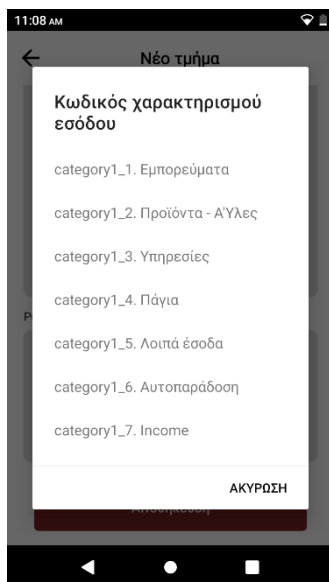 11:08 AM
Νέο τμήμα
Κωδικός χαρακτηρισμού
εσόδου
category1_1. Εμπορεύματα
category1_2. Προϊόντα - Α'Ύλες
category1_3. Υπηρεσίες
category1_4. Πάγια
category1_5. Λοιπά έσοδα
category1_6. Αυτοπαράδοση
category1_7. Income
ΑΚΥΡΩΣΗ
Αποθήκευση